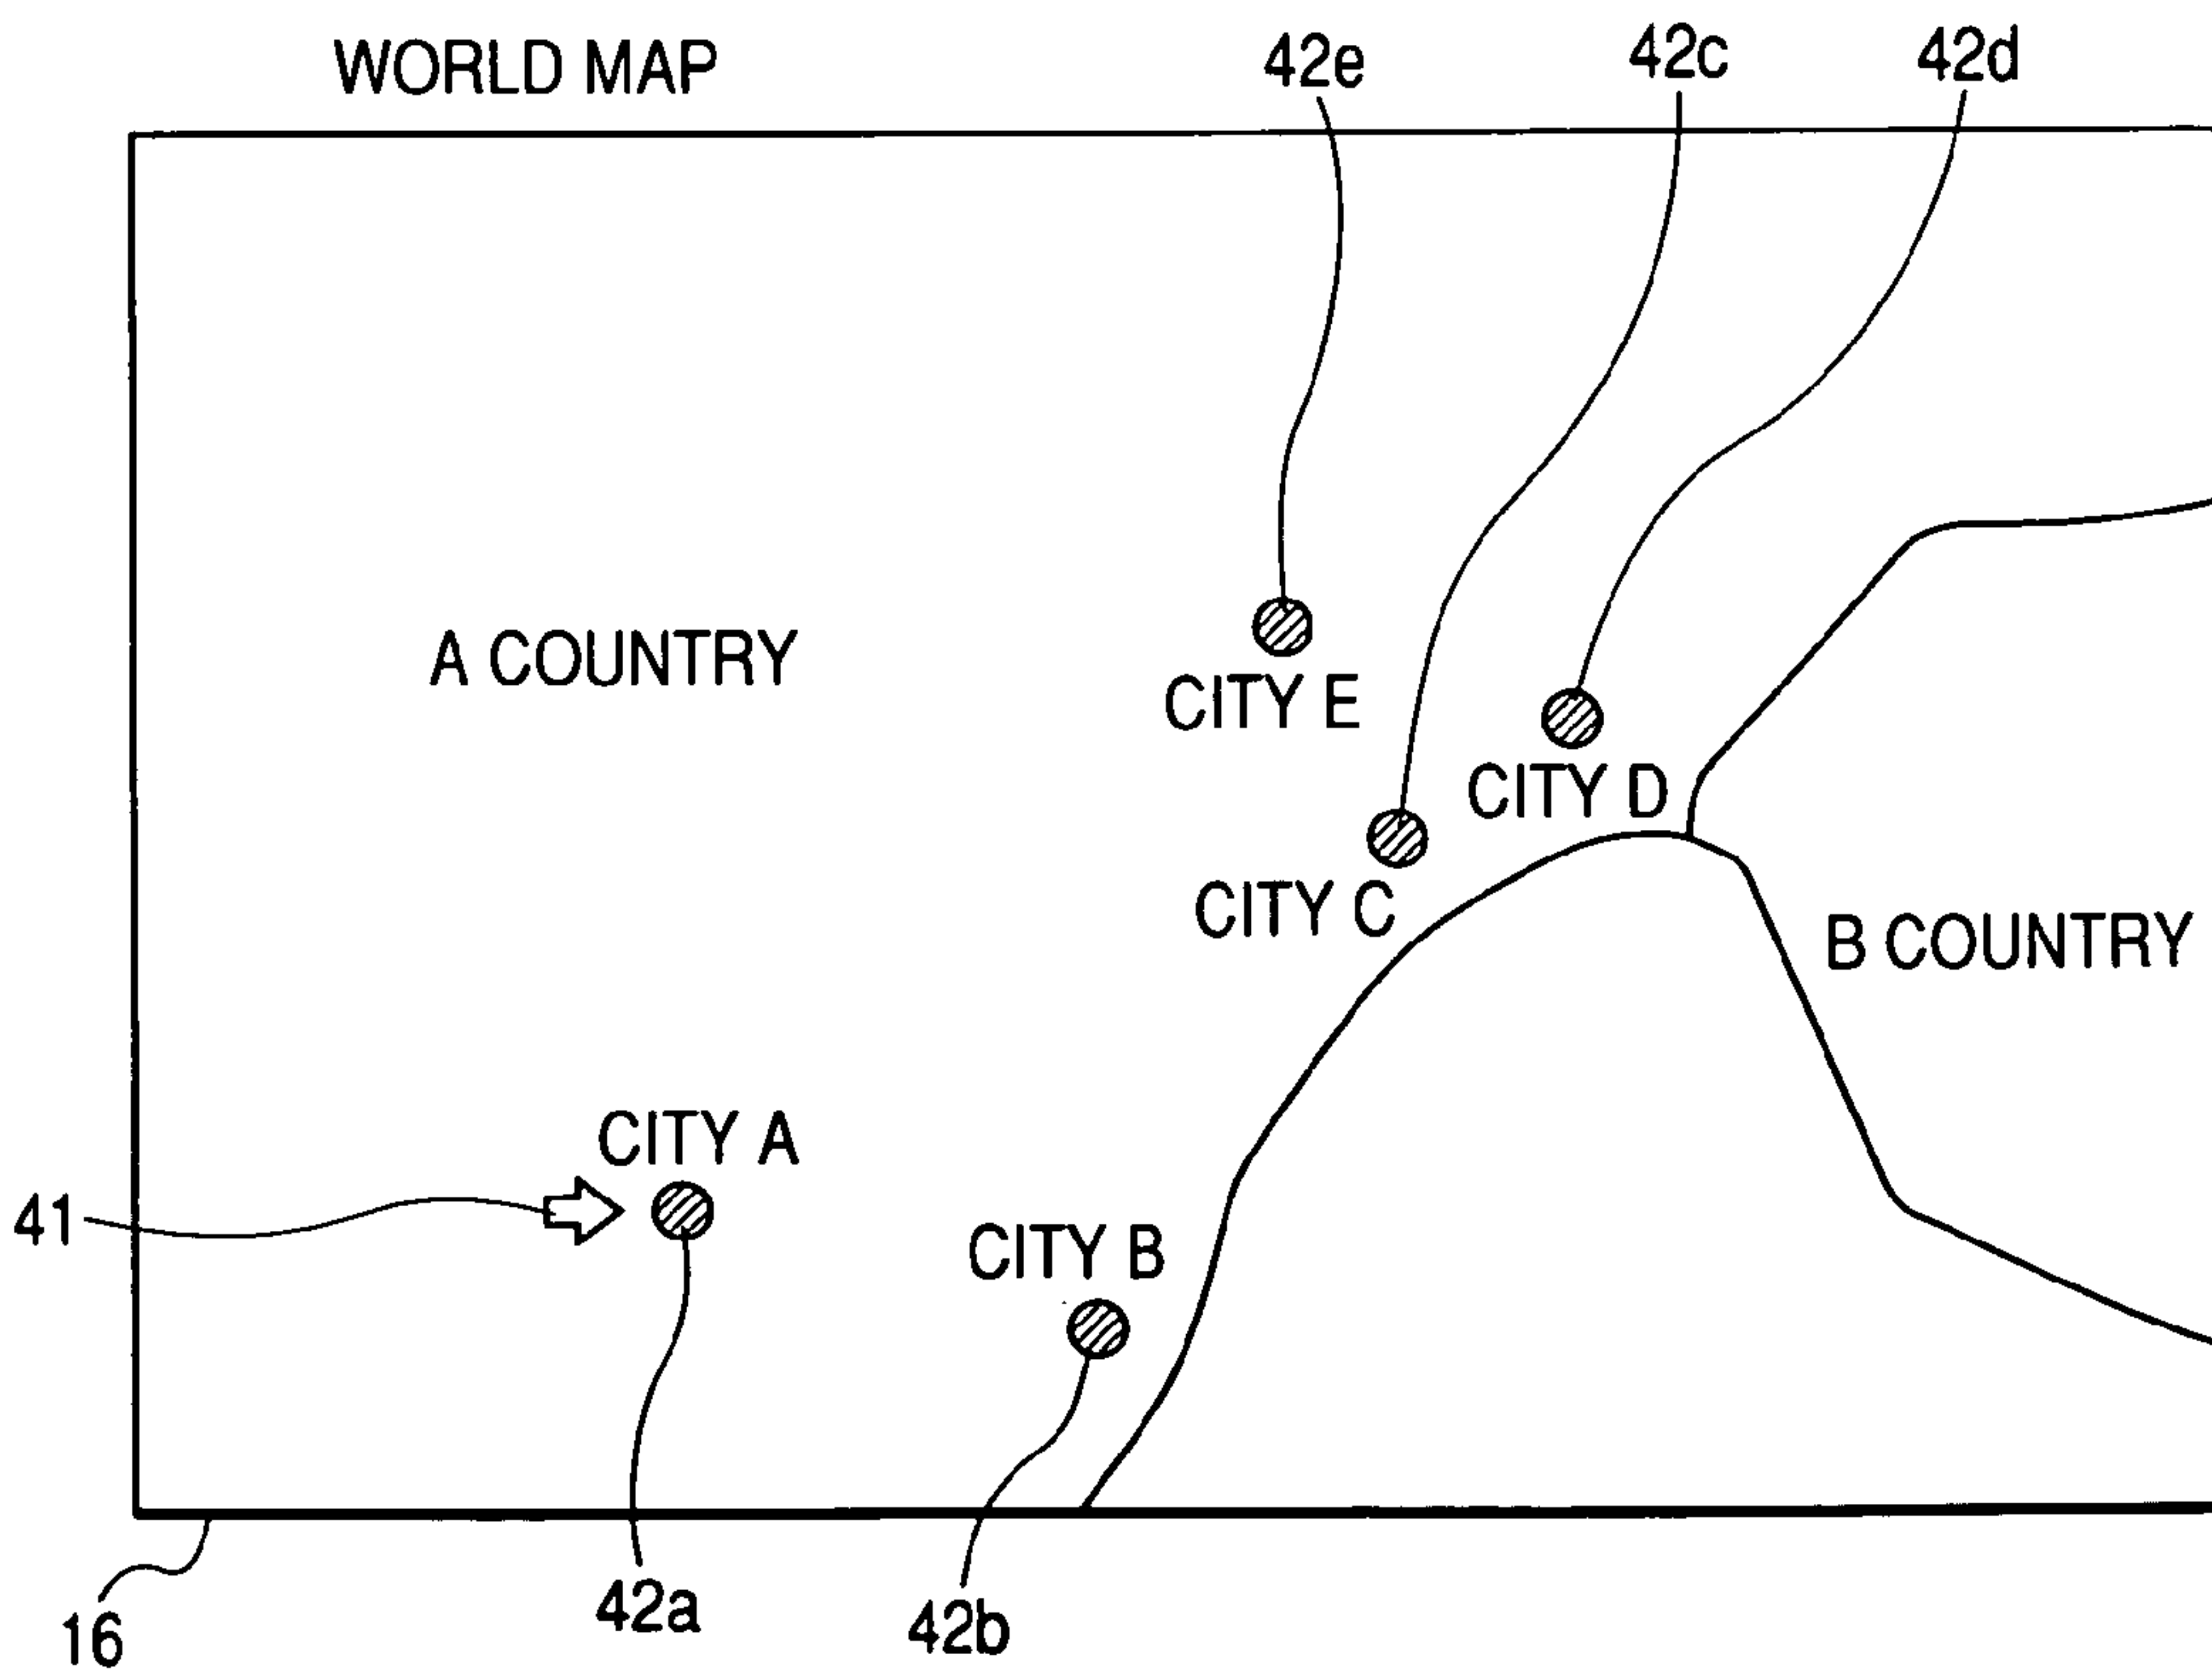 WORLD MAP
42e
42c
42d
A COUNTRY
CITY E
CITY D
CITY C
B COUNTRY
CITY A
41
CITY B
42a
42b
16